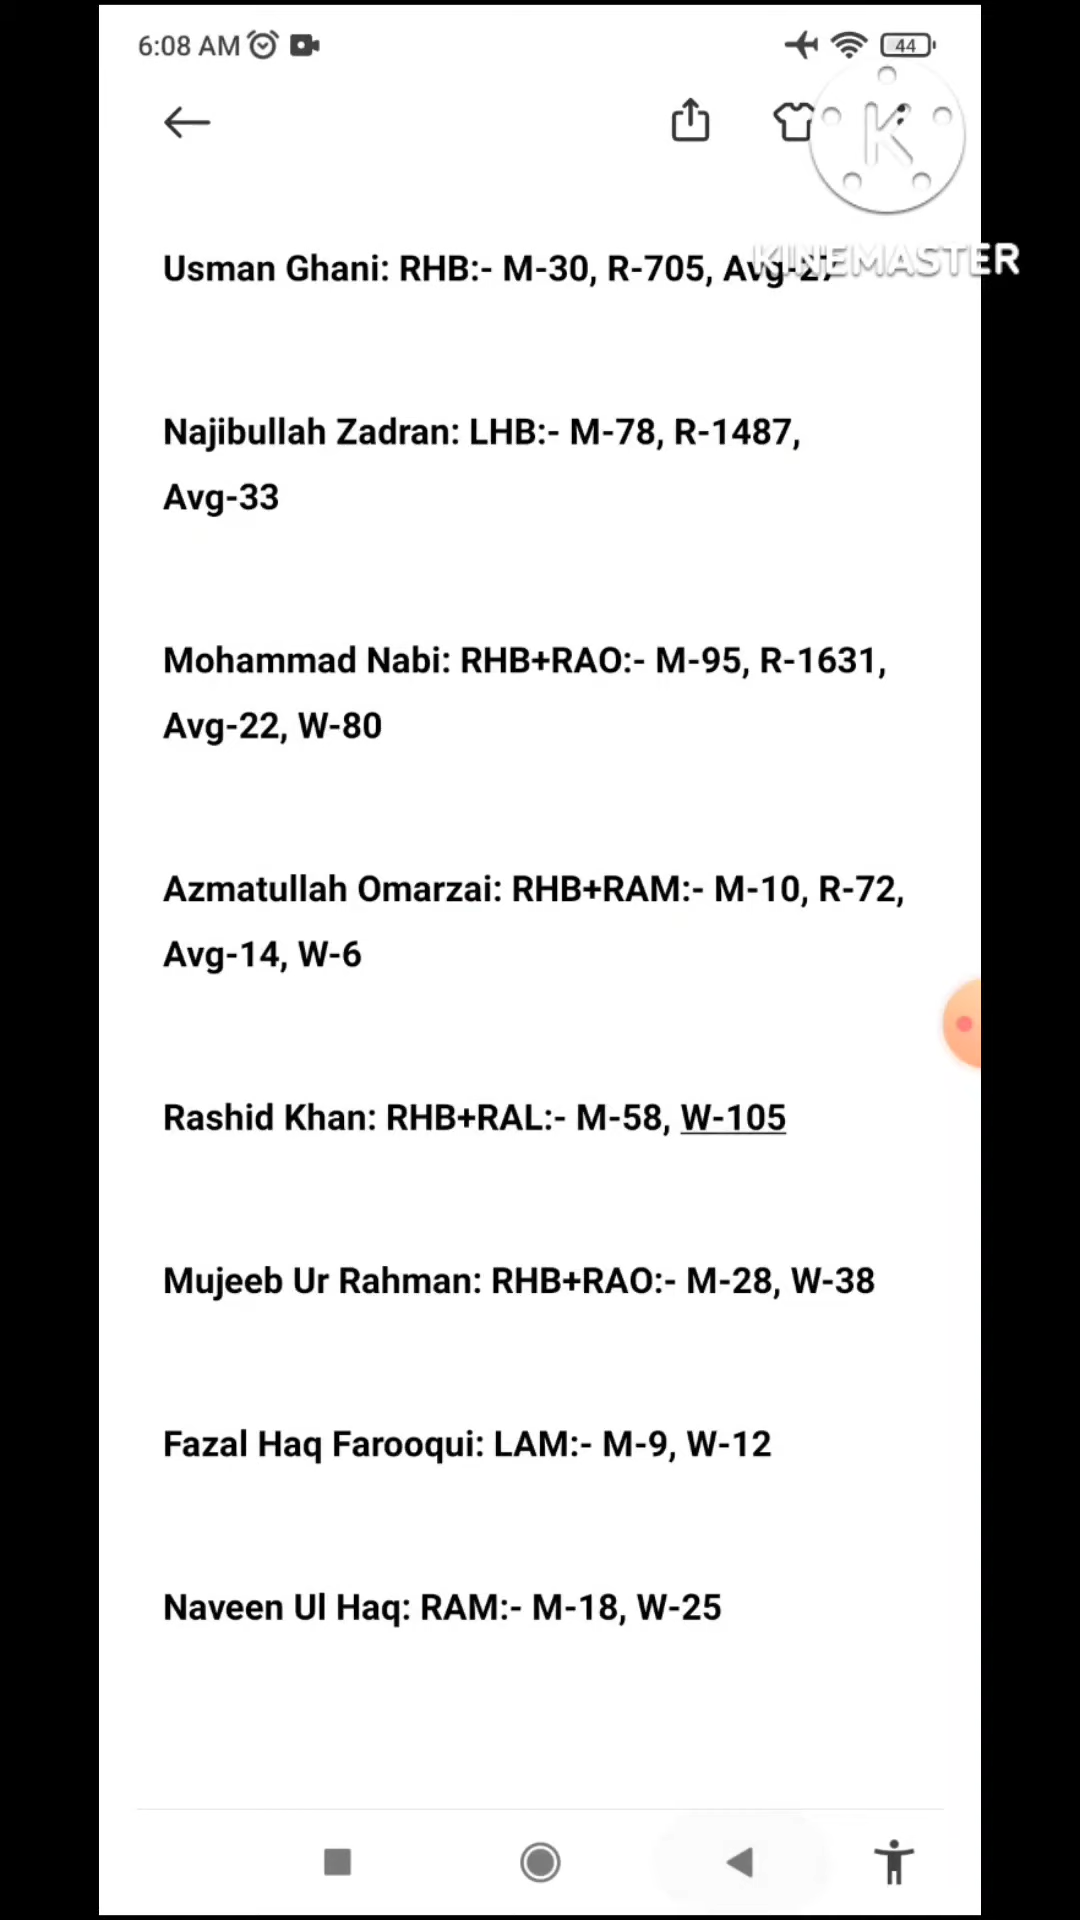 6:08 AM
44
K
KINEMASTER
Usman Ghani: RHB:- M-30, R-705, Avg-27
Najibullah Zadran: LHB:- M-78, R-1487,
Avg-33
Mohammad Nabi: RHB+RAO:- M-95, R-1631,
Avg-22, W-80
Azmatullah Omarzai: RHB+RAM:- M-10, R-72,
Avg-14, W-6
Rashid Khan: RHB+RAL:- M-58, W-105
Mujeeb Ur Rahman: RHB+RAO:- M-28, W-38
Fazal Haq Farooqui: LAM:- M-9, W-12
Naveen Ul Haq: RAM:- M-18, W-25